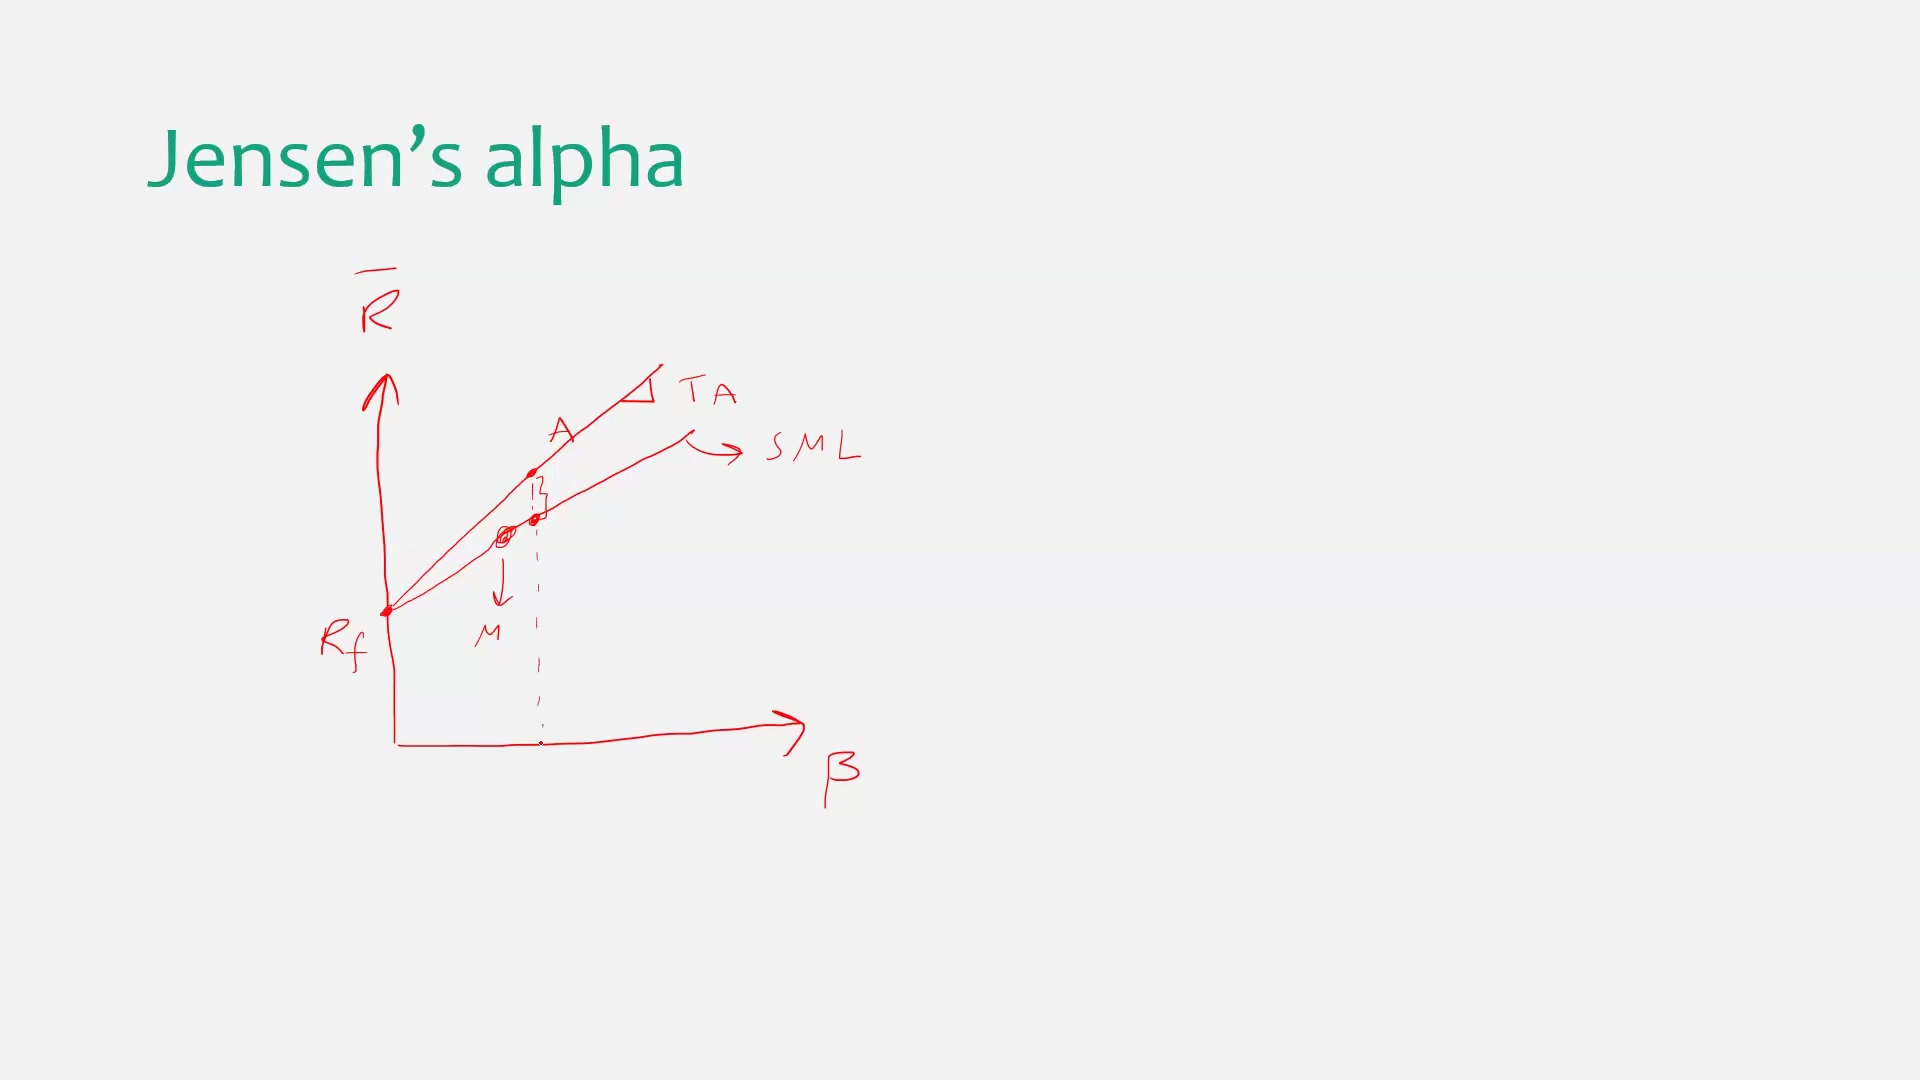 Jensen’s alpha
R̅
TA
A
SML
M
Rf
β